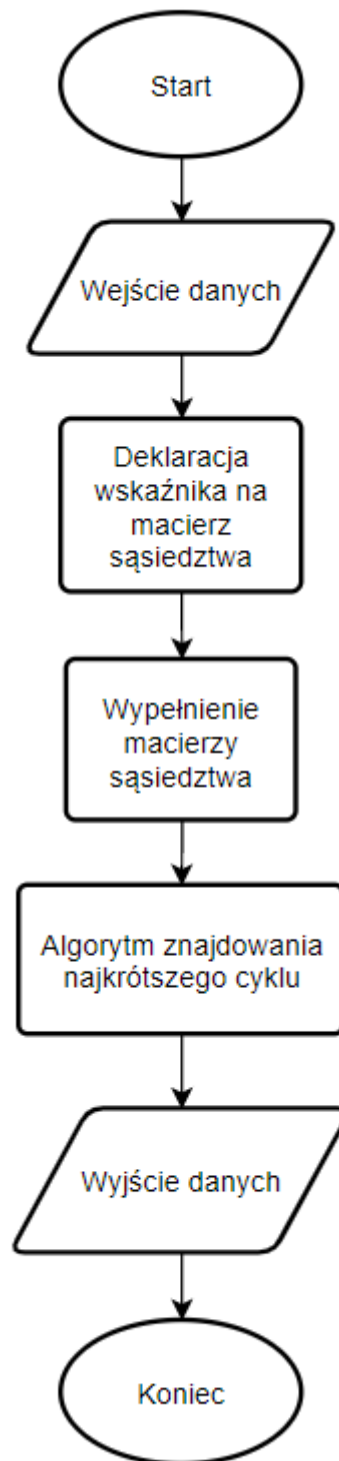 Start
Wejście danych
Deklaracja
wskaźnika na
macierz
sąsiedztwa
Wypełnienie
macierzy
sąsiedztwa
Algorytm znajdowania
najkrótszego cyklu
Wyjście danych
Koniec